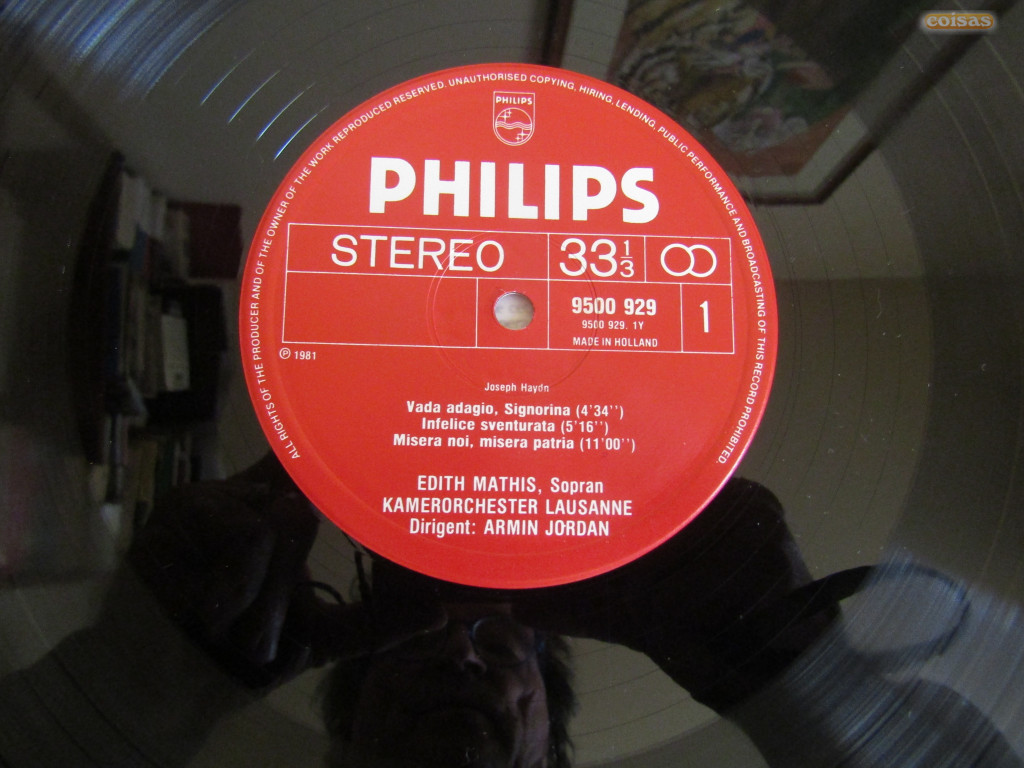 coisas
ALL RIGHTS OF THE PRODUCER AND OF THE OWNER OF THE WORK REPRODUCED RESERVED. UNAUTHORISED COPYING, HIRING, LENDING, PUBLIC PERFORMANCE AND BROADCASTING OF THIS RECORD PROHIBITED.
PHILIPS
PHILIPS
STEREO 33 1/3
9500 929 1
9500 929. 1Y
MADE IN HOLLAND
℗ 1981
Joseph Haydn
Vada adagio, Signorina (4'34'')
Infelice sventurata (5'16'')
Misera noi, misera patria (11'00'')
EDITH MATHIS, Sopran
KAMERORCHESTER LAUSANNE
Dirigent: ARMIN JORDAN